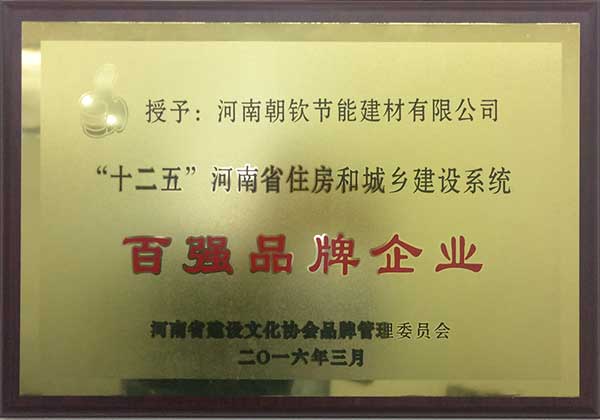 授予：河南朝钦节能建材有限公司
“十二五”河南省住房和城乡建设系统
百强品牌企业
河南省建设文化协会品牌管理委员会
二〇一六年三月